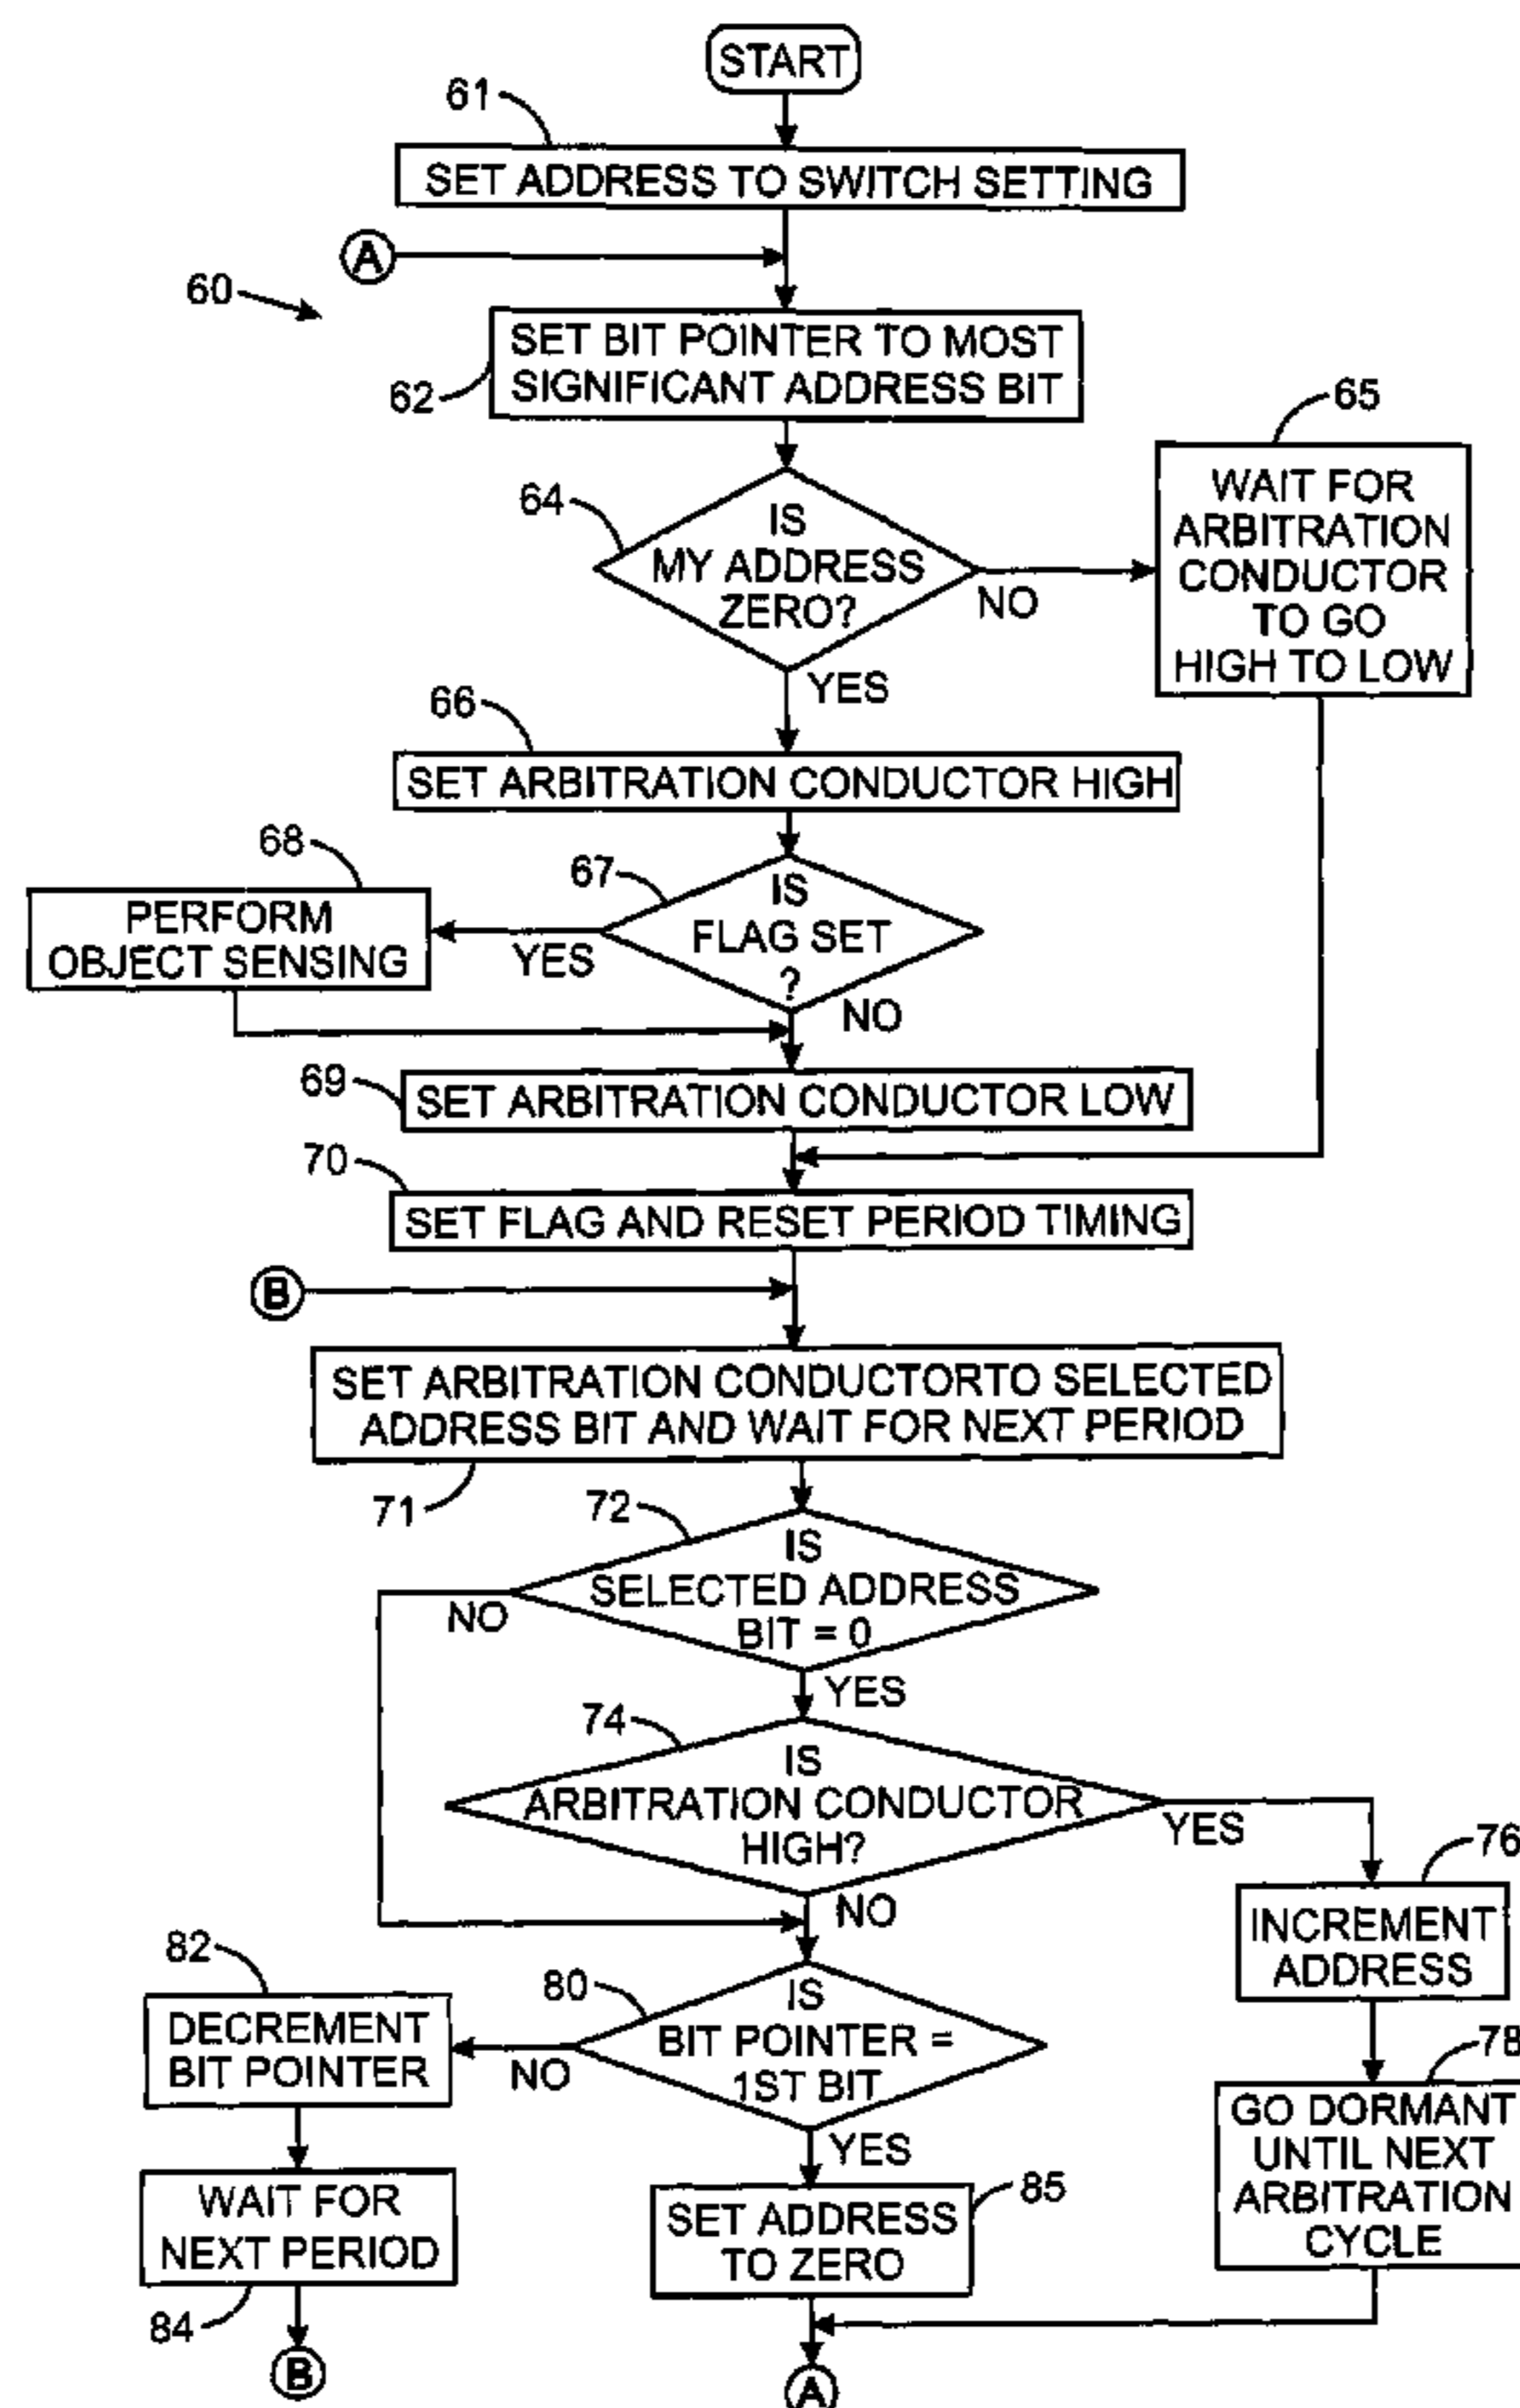 START
61
SET ADDRESS TO SWITCH SETTING
A
60
SET BIT POINTER TO MOST
SIGNIFICANT ADDRESS BIT
62
65
WAIT FOR
ARBITRATION
CONDUCTOR
TO GO
HIGH TO LOW
64
IS
MY ADDRESS
ZERO?
NO
YES
66
SET ARBITRATION CONDUCTOR HIGH
68
67
IS
FLAG SET
?
PERFORM
OBJECT SENSING
YES
NO
69
SET ARBITRATION CONDUCTOR LOW
70
SET FLAG AND RESET PERIOD TIMING
B
SET ARBITRATION CONDUCTORTO SELECTED
ADDRESS BIT AND WAIT FOR NEXT PERIOD
71
72
IS
SELECTED ADDRESS
BIT = 0
NO
YES
74
IS
ARBITRATION CONDUCTOR
HIGH?
YES
NO
76
INCREMENT
ADDRESS
82
80
IS
BIT POINTER =
1ST BIT
DECREMENT
BIT POINTER
NO
YES
78
GO DORMANT
UNTIL NEXT
ARBITRATION
CYCLE
WAIT FOR
NEXT PERIOD
84
85
SET ADDRESS
TO ZERO
B
A